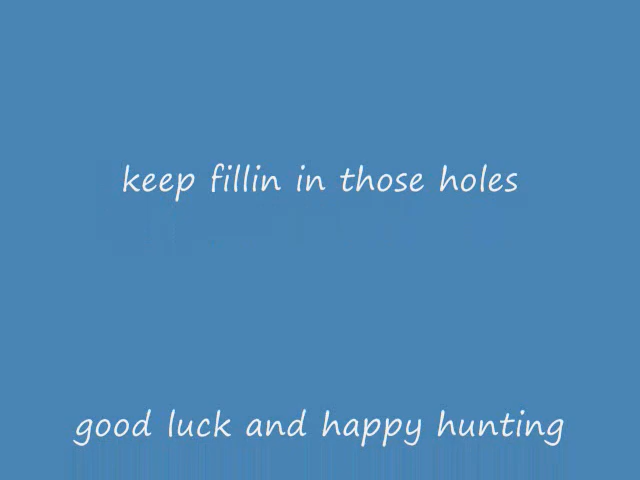 keep fillin in those holes
good luck and happy hunting